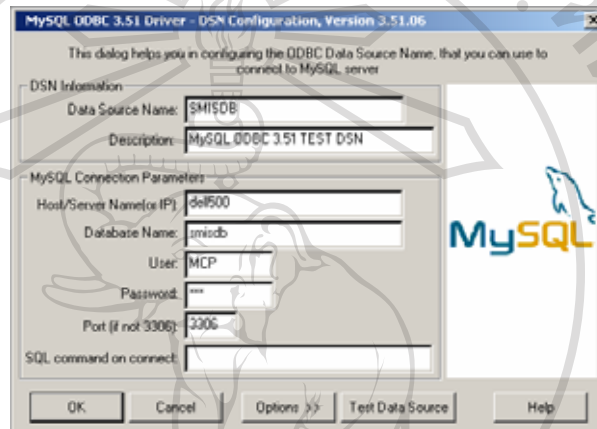 MySQL ODBC 3.51 Driver - DSN Configuration, Version 3.51.06
This dialog helps you in configuring the ODBC Data Source Name, that you can use to
connect to MySQL server
DSN Information
Data Source Name: SMISDB
Description: MySQL ODBC 3.51 TEST DSN
MySQL Connection Parameters
Host/Server Name(or IP): dell500
Database Name: smisdb
User: MCP
Password: ***
Port (if not 3306): 3306
SQL command on connect:
MySQL
OK Cancel Options >> Test Data Source Help